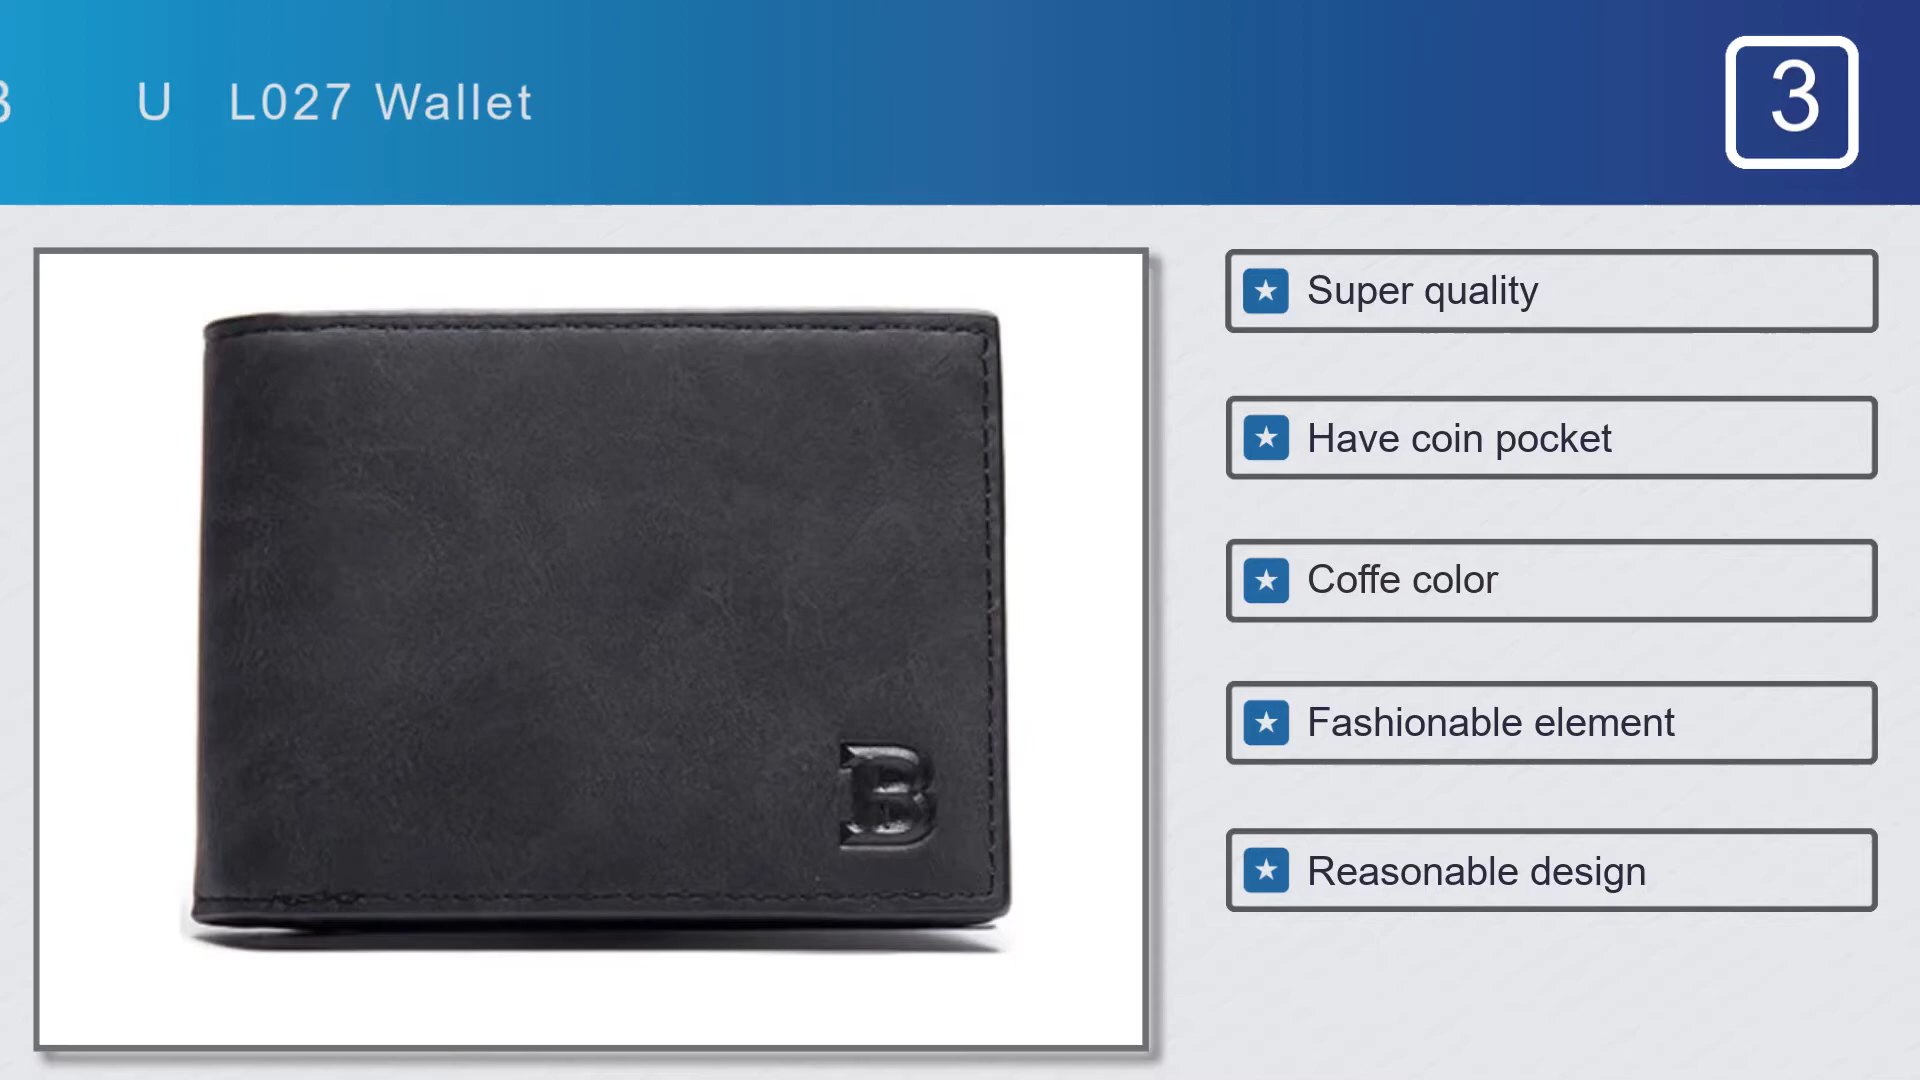 U L027 Wallet
3
Super quality
Have coin pocket
Coffe color
Fashionable element
Reasonable design
B